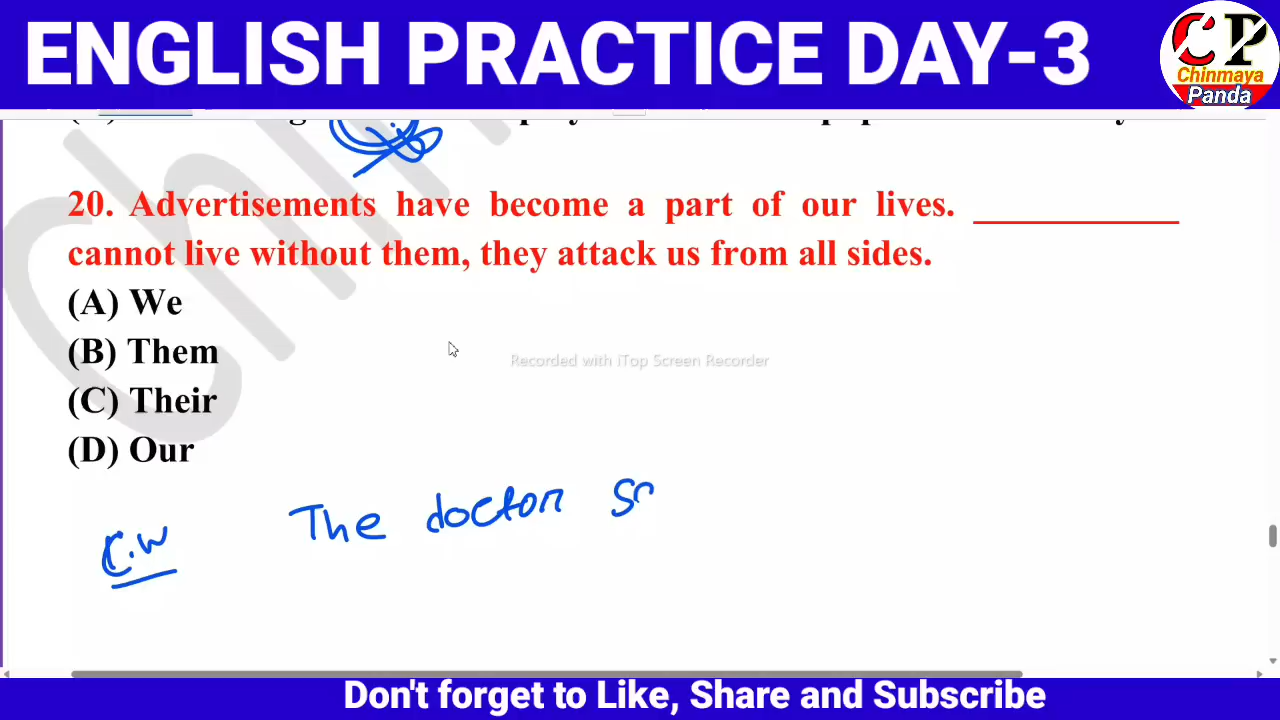 ENGLISH PRACTICE DAY-3
CP
Chinmaya
Panda
20. Advertisements have become a part of our lives. ___________
cannot live without them, they attack us from all sides.
(A) We
(B) Them
(C) Their
(D) Our
Recorded with iTop Screen Recorder
C.W The doctor
Don't forget to Like, Share and Subscribe